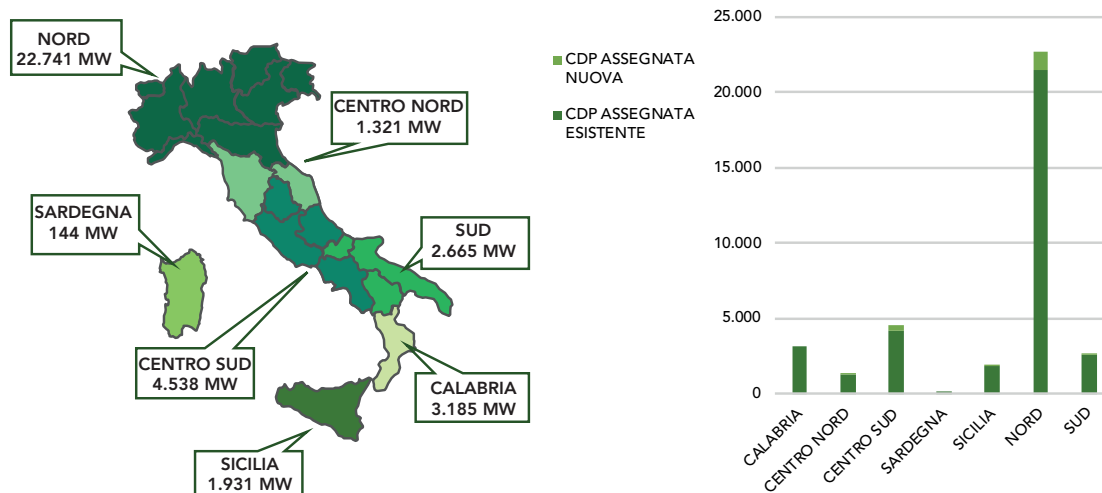 NORD
22.741 MW
CENTRO NORD
1.321 MW
SARDEGNA
144 MW
SUD
2.665 MW
CENTRO SUD
4.538 MW
CALABRIA
3.185 MW
SICILIA
1.931 MW
CDP ASSEGNATA
NUOVA
CDP ASSEGNATA
ESISTENTE
25.000
20.000
15.000
10.000
5.000
0
CALABRIA
CENTRO NORD
CENTRO SUD
SARDEGNA
SICILIA
NORD
SUD